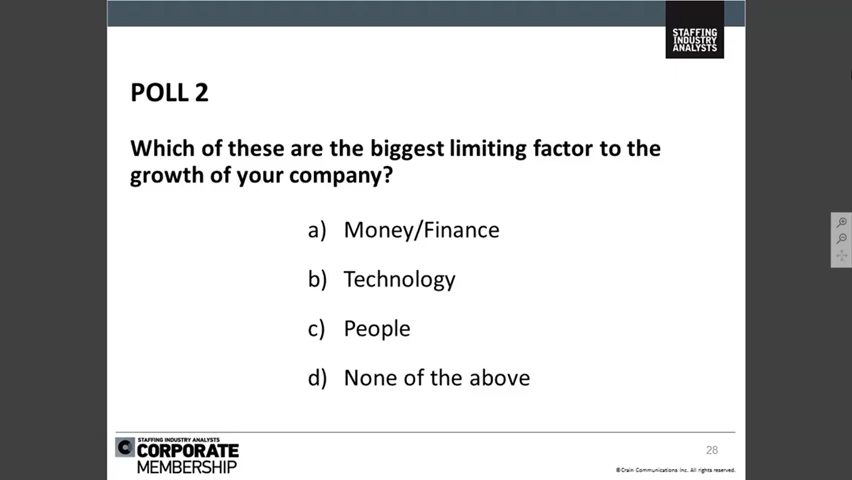 STAFFING
INDUSTRY
ANALYSTS
POLL 2
Which of these are the biggest limiting factor to the
growth of your company?
a) Money/Finance
b) Technology
c) People
d) None of the above
C STAFFING INDUSTRY ANALYSTS
CORPORATE
MEMBERSHIP
28
©Crain Communications Inc. All rights reserved.